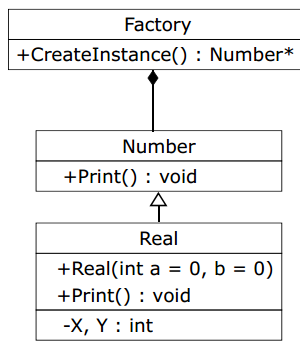 Factory
+CreateInstance() : Number*
Number
+Print() : void
Real
+Real(int a = 0, b = 0)
+Print() : void
-X, Y : int